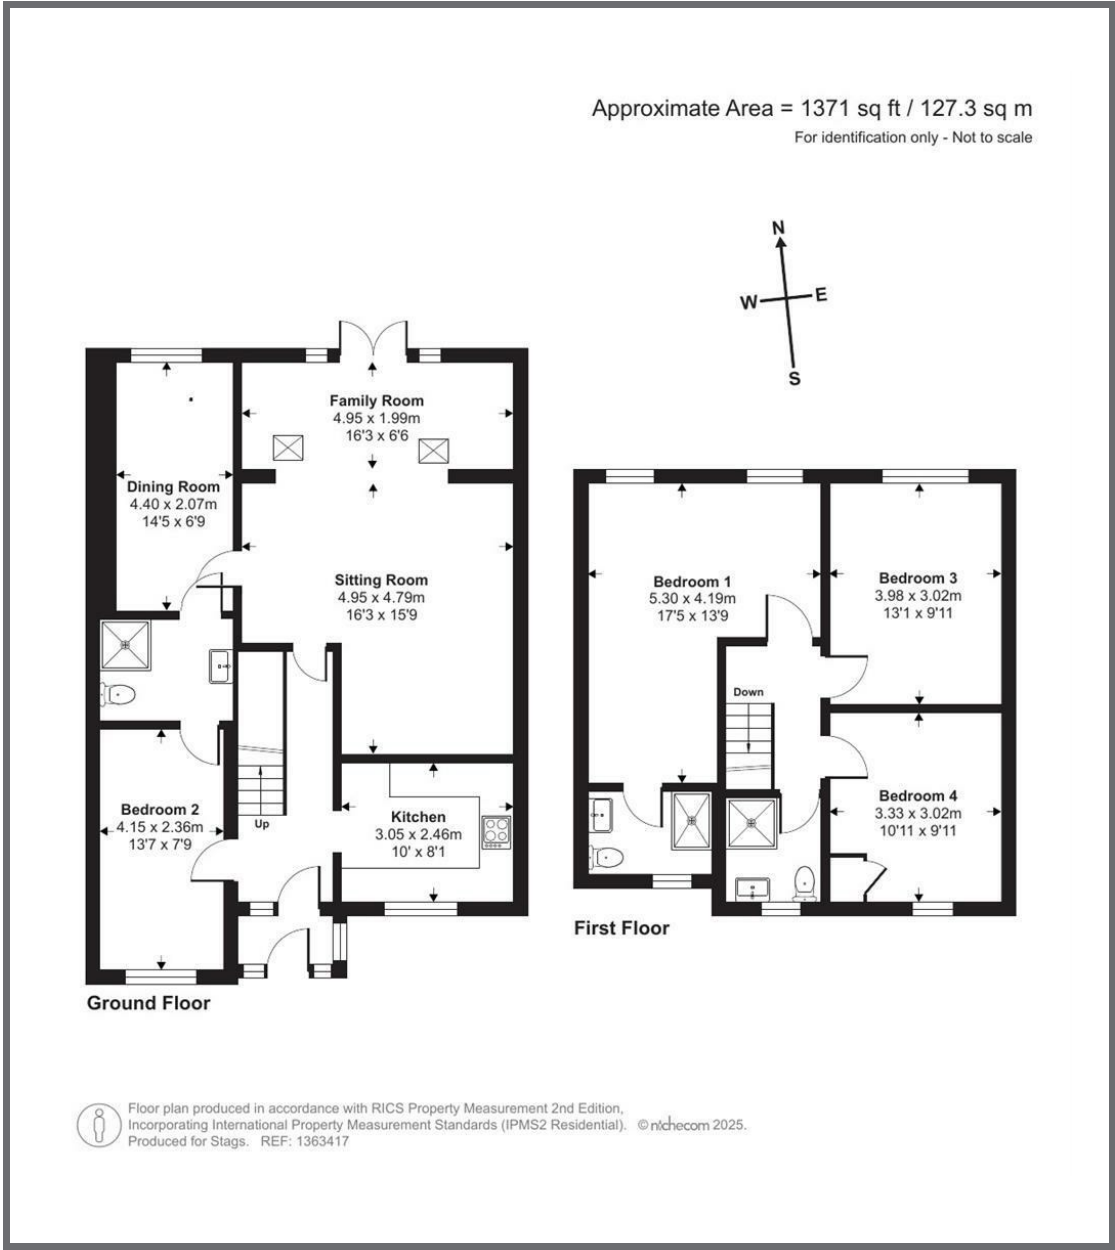 Approximate Area = 1371 sq ft / 127.3 sq m
For identification only - Not to scale
N
W
E
S
Family Room
4.95 x 1.99m
16'3 x 6'6
Dining Room
4.40 x 2.07m
14'5 x 6'9
Sitting Room
4.95 x 4.79m
16'3 x 15'9
Bedroom 2
4.15 x 2.36m
13'7 x 7'9
Up
Kitchen
3.05 x 2.46m
10' x 8'1
Ground Floor
Bedroom 1
5.30 x 4.19m
17'5 x 13'9
Bedroom 3
3.98 x 3.02m
13'1 x 9'11
Down
Bedroom 4
3.33 x 3.02m
10'11 x 9'11
First Floor
Floor plan produced in accordance with RICS Property Measurement 2nd Edition,
Incorporating International Property Measurement Standards (IPMS2 Residential). © nichecom 2025.
Produced for Stags. REF: 1363417